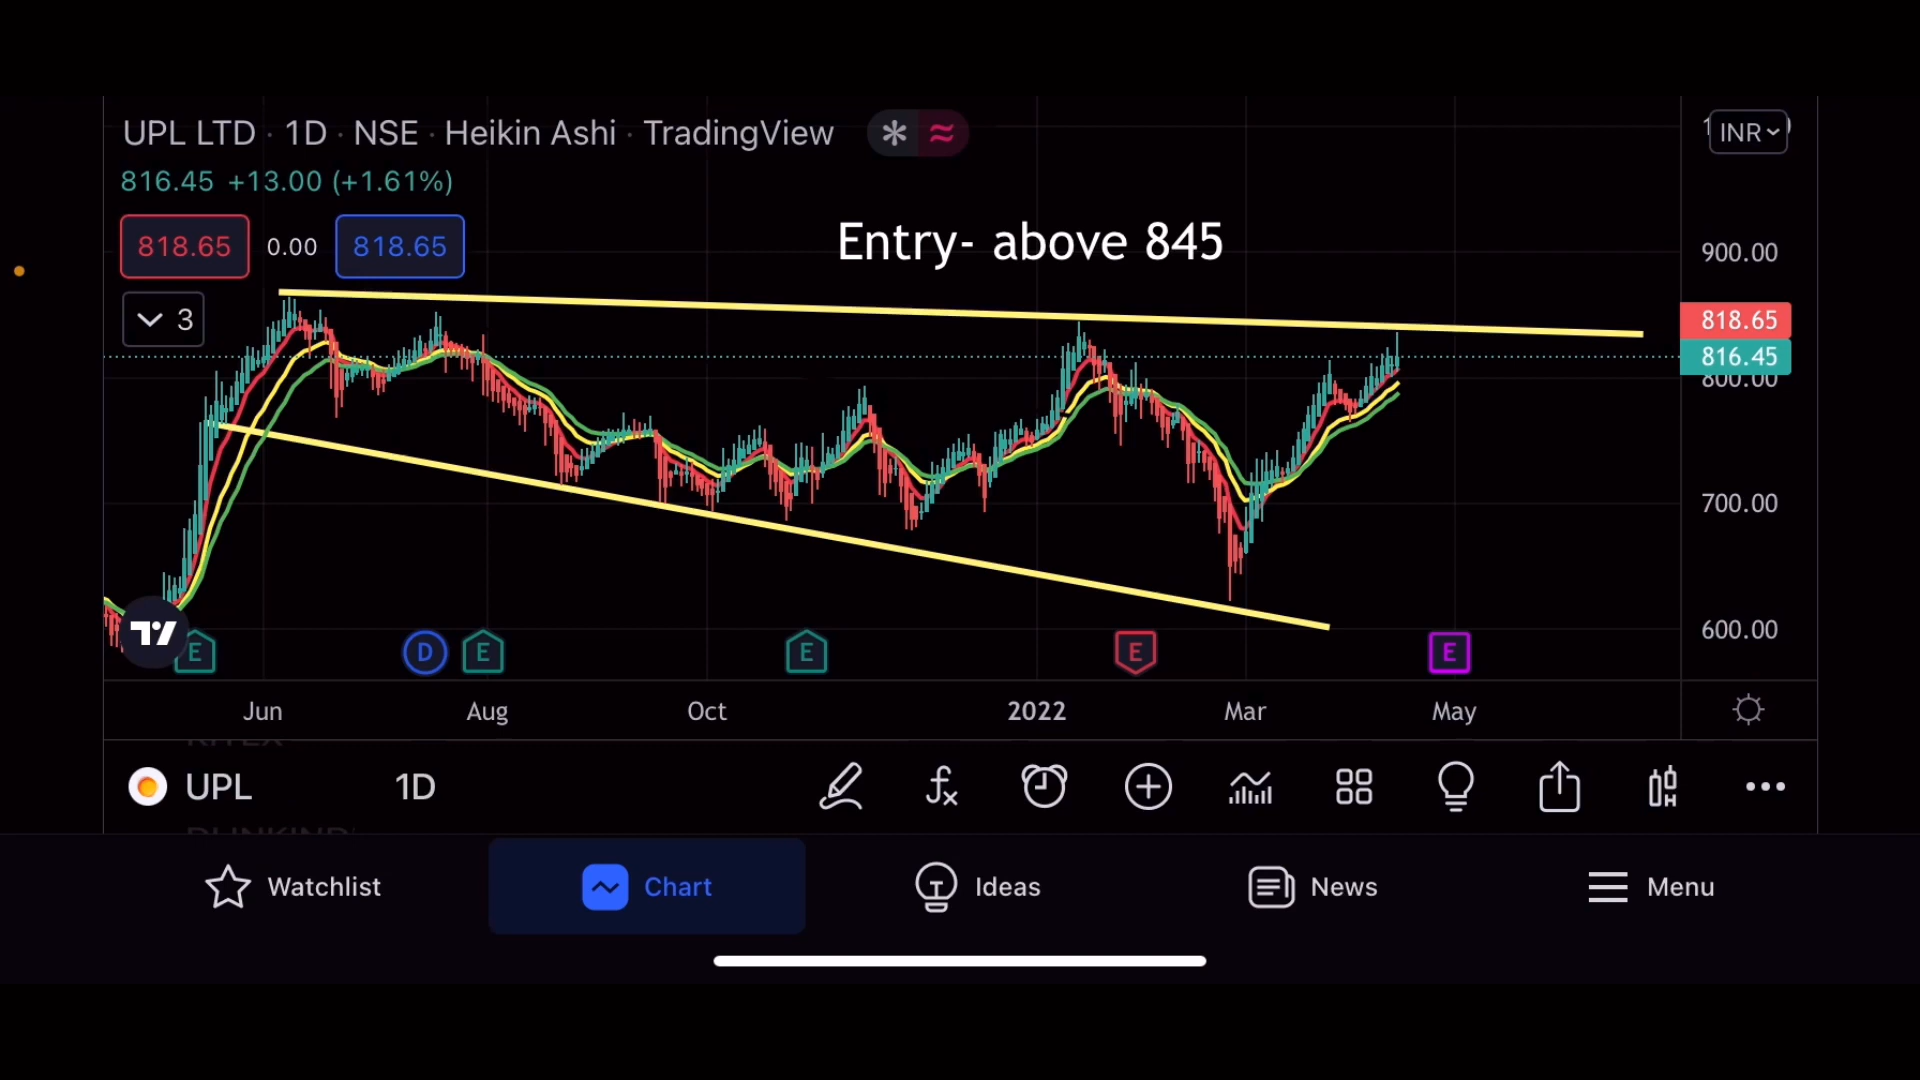 UPL LTD · 1D · NSE · Heikin Ashi · TradingView
INR
816.45 +13.00 (+1.61%)
818.65 0.00 818.65
Entry- above 845
3
900.00
818.65
816.45
800.00
700.00
600.00
E D E E E E
Jun Aug Oct 2022 Mar May
UPL 1D
Watchlist Chart Ideas News Menu